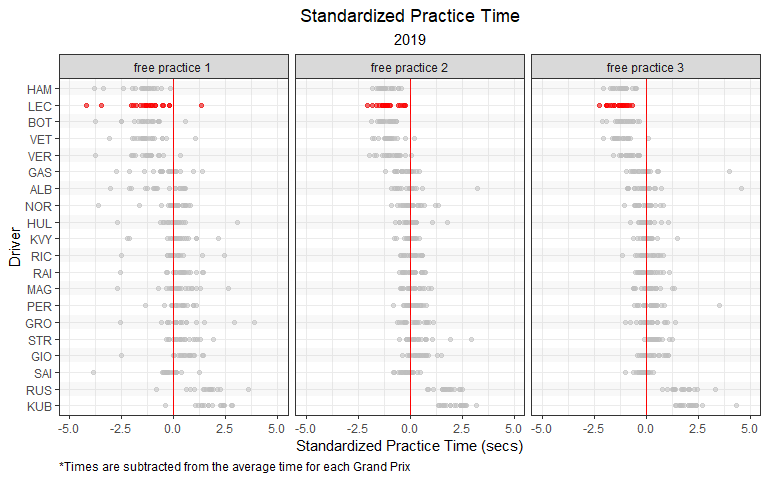 Standardized Practice Time
2019
free practice 1 free practice 2 free practice 3
HAM
LEC
BOT
VET
VER
GAS
ALB
NOR
HUL
KVY
RIC
RAI
MAG
PER
GRO
STR
GIO
SAI
RUS
KUB
Driver
-5.0 -2.5 0.0 2.5 5.0 -5.0 -2.5 0.0 2.5 5.0 -5.0 -2.5 0.0 2.5 5.0
Standardized Practice Time (secs)
*Times are subtracted from the average time for each Grand Prix